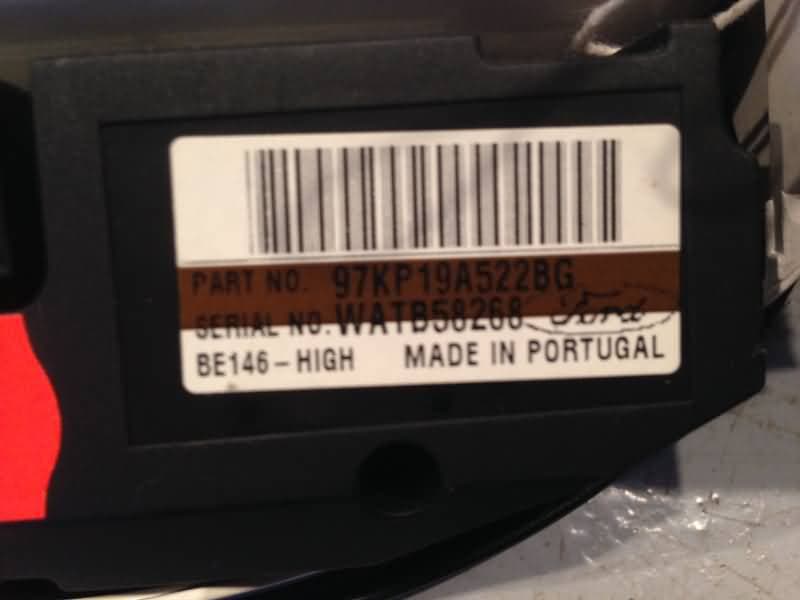 PART NO. 97KP19A522BG
SERIAL NO. WATB58268 Ford
BE146-HIGH MADE IN PORTUGAL